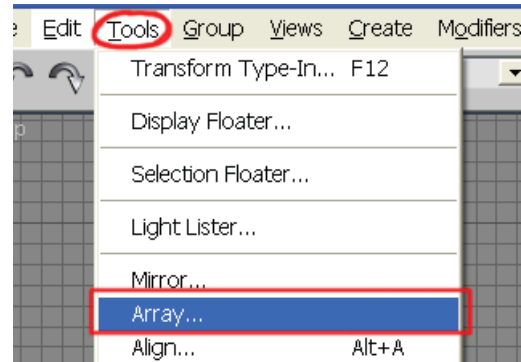 Edit Tools Group Views Create Modifiers
Transform Type-In... F12
Display Floater...
Selection Floater...
Light Lister...
Mirror...
Array...
Align... Alt+A